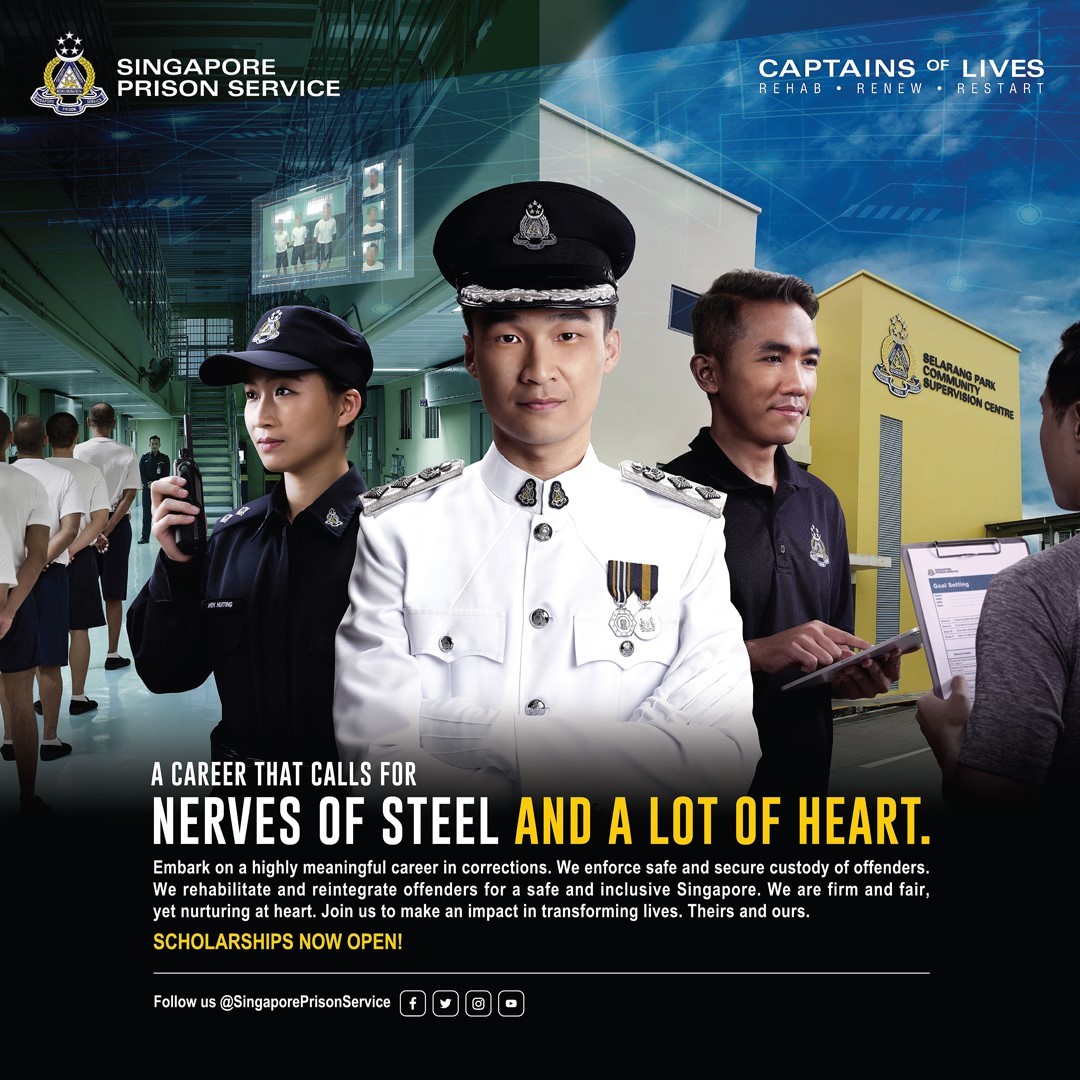 SINGAPORE
PRISON SERVICE
CAPTAINS OF LIVES
REHAB • RENEW • RESTART
SELARANG PARK
COMMUNITY
SUPERVISION CENTRE
SINGAPORE
PRISON SERVICE
Goal Setting
A CAREER THAT CALLS FOR
NERVES OF STEEL AND A LOT OF HEART.
Embark on a highly meaningful career in corrections. We enforce safe and secure custody of offenders.
We rehabilitate and reintegrate offenders for a safe and inclusive Singapore. We are firm and fair,
yet nurturing at heart. Join us to make an impact in transforming lives. Theirs and ours.
SCHOLARSHIPS NOW OPEN!
Follow us @SingaporePrisonService